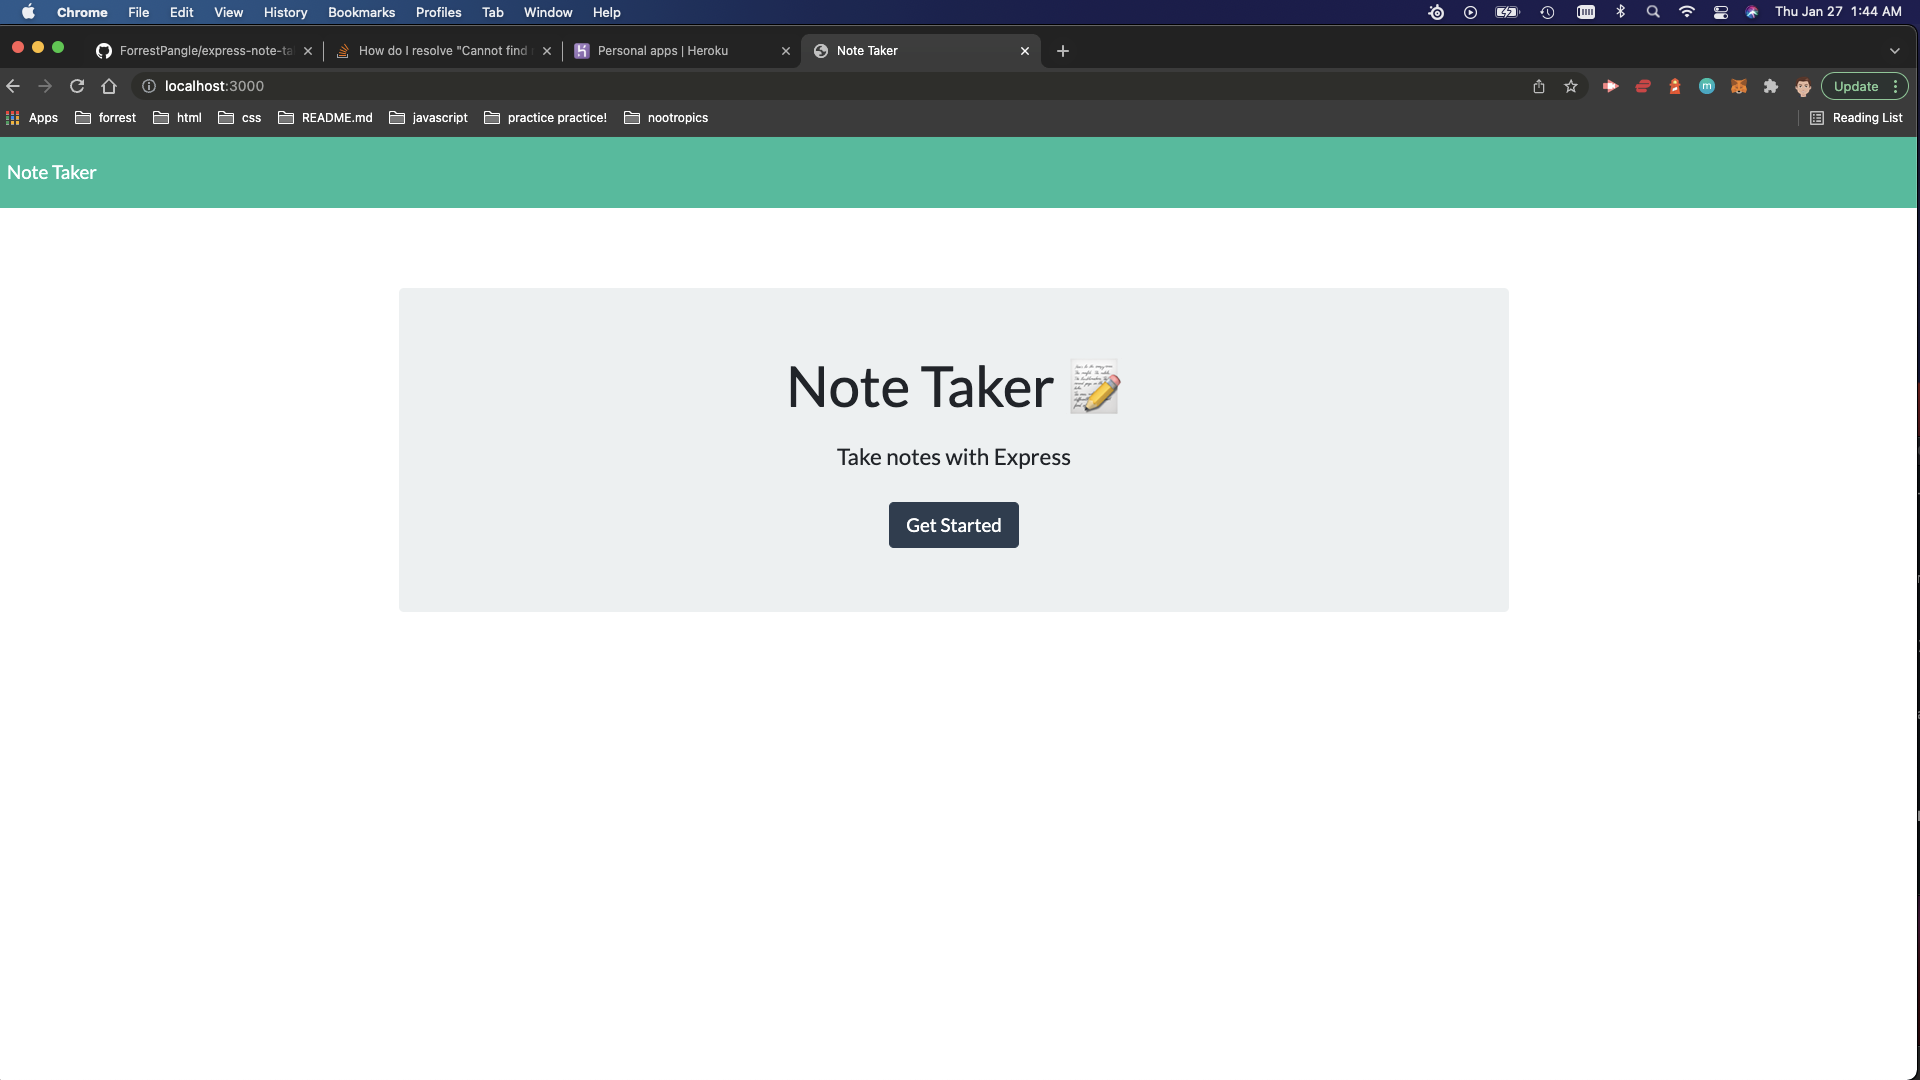 Chrome File Edit View History Bookmarks Profiles Tab Window Help Thu Jan 27 1:44 AM
ForrestPangle/express-note-ta How do I resolve "Cannot find Personal apps | Heroku Note Taker
localhost:3000 Update
Apps forrest html css README.md javascript practice practice! nootropics Reading List
Note Taker
Note Taker
Take notes with Express
Get Started